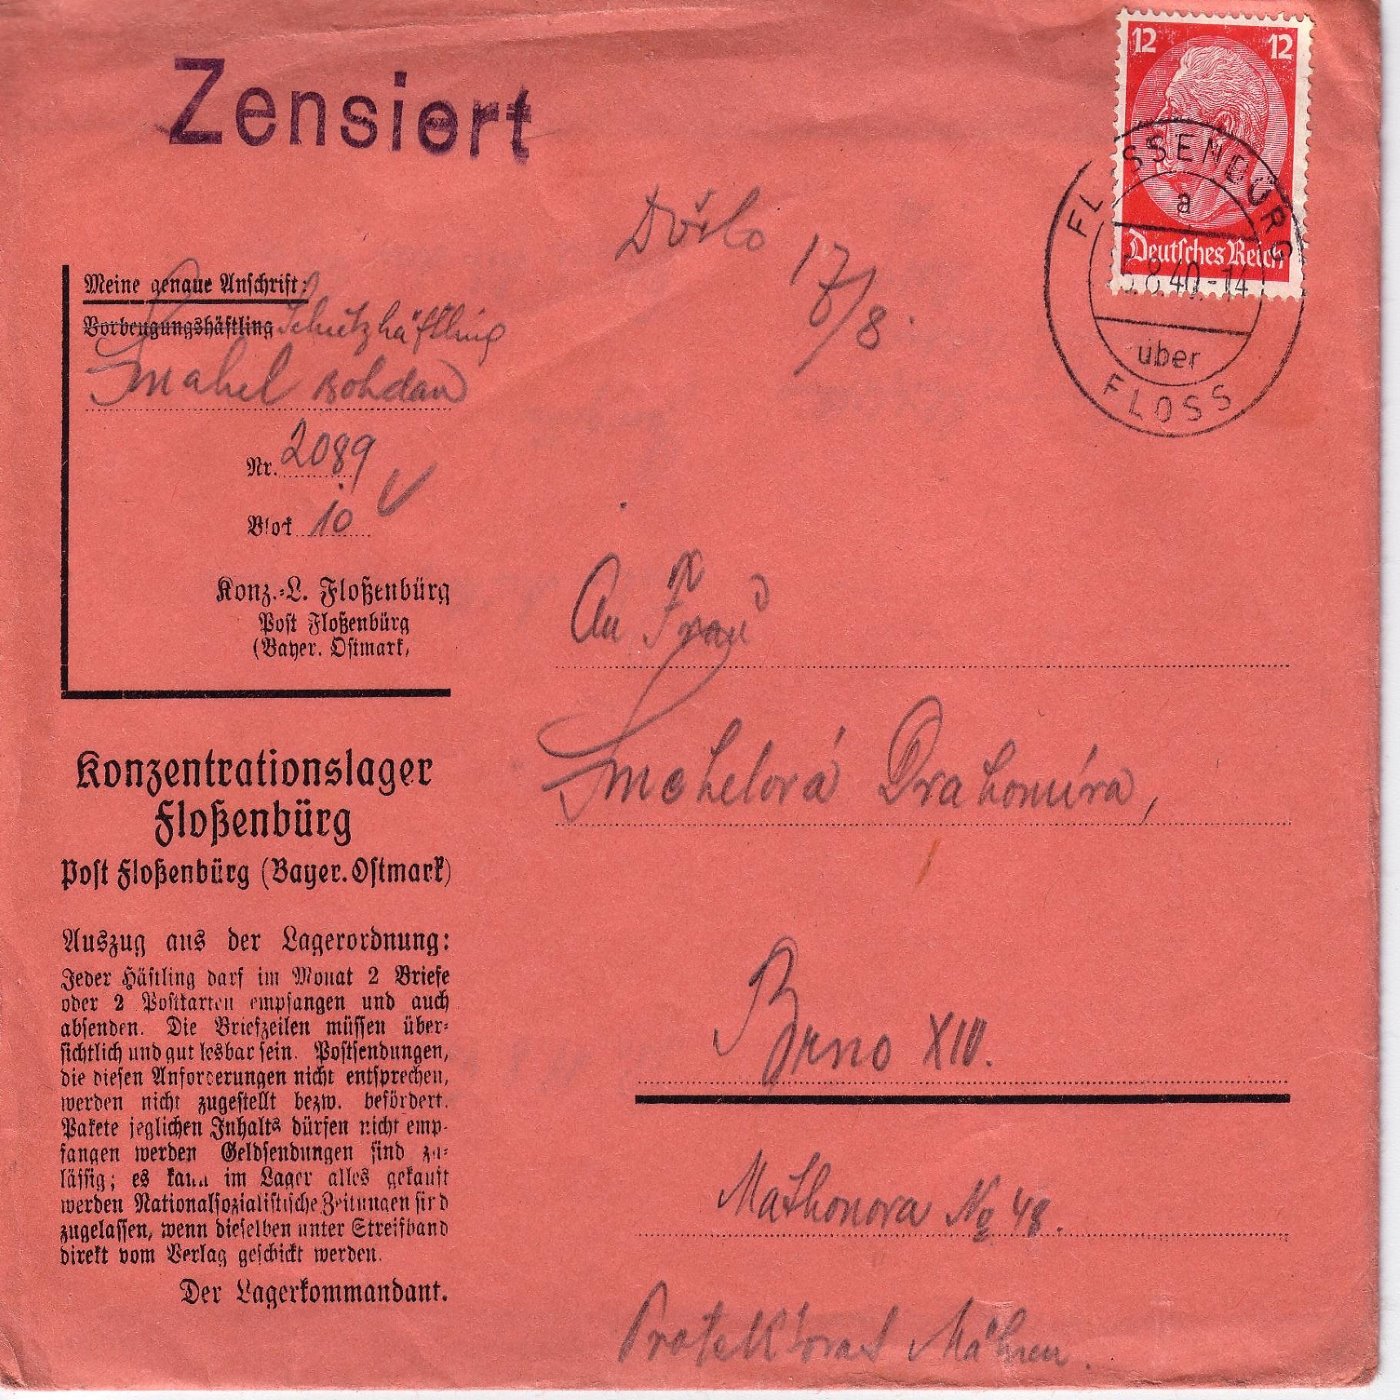 Zensiert
12 12
Deutsches Reich
FLOSSENBÜRG
a
8.40.-14
über
FLOSS
Došlo 17/8.
Meine genaue Anschrift:
Vorbeugungshäftling Schutzhäftling
Smahel Bohdan
Nr. 2089
Block 10
Konz.-L. Floßenbürg
Post Floßenbürg
(Bayer. Ostmark,
An Frau
Smehelová Drahomíra,
Brno XIV.
Mathonova No 48.
Protektorat Mähren.
Konzentrationslager
Floßenbürg
Post Floßenbürg (Bayer. Ostmark)
Auszug aus der Lagerordnung:
Jeder Häftling darf im Monat 2 Briefe
oder 2 Postkarten empfangen und auch
absenden. Die Briefzeilen müssen über-
sichtlich und gut lesbar sein. Postsendungen,
die diesen Anforderungen nicht entsprechen,
werden nicht zugestellt bezw. befördert.
Pakete jeglichen Inhalts dürfen nicht emp-
fangen werden Geldsendungen sind zu-
lässig; es kann im Lager alles gekauft
werden Nationalsozialistische Zeitungen sind
zugelassen, wenn dieselben unter Streifband
direkt vom Verlag geschickt werden.
Der Lagerkommandant.